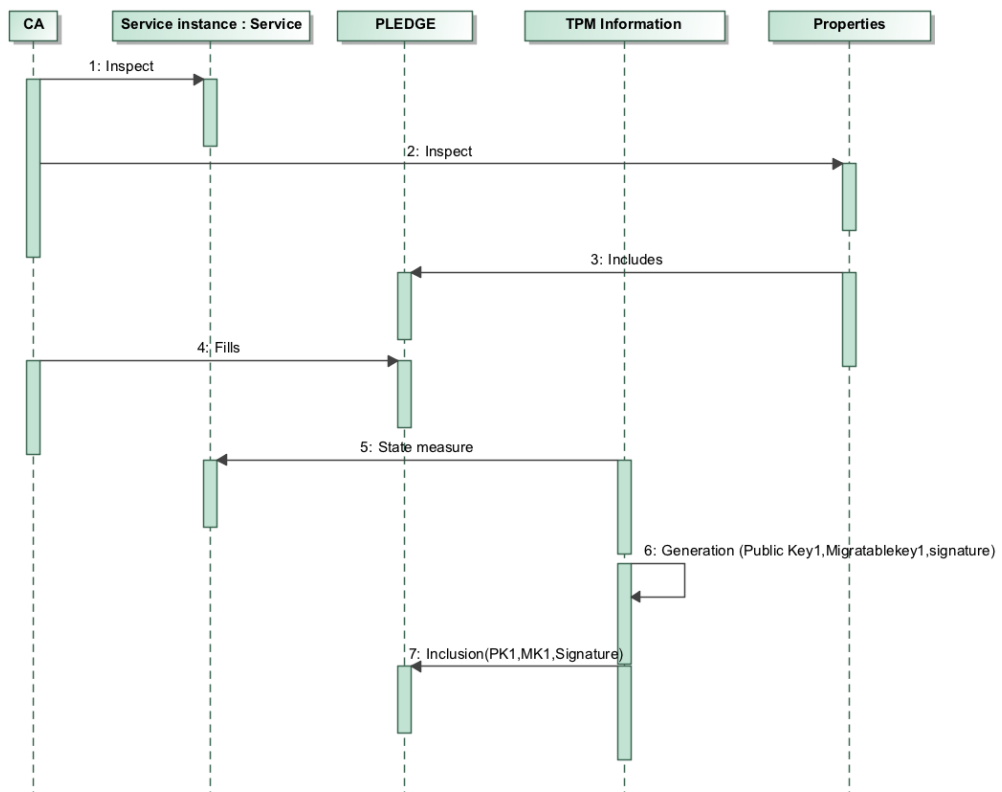 CA
Service instance : Service
PLEDGE
TPM Information
Properties
1: Inspect
2: Inspect
3: Includes
4: Fills
5: State measure
6: Generation (Public Key1,Migratablekey1,signature)
7: Inclusion(PK1,MK1,Signature)